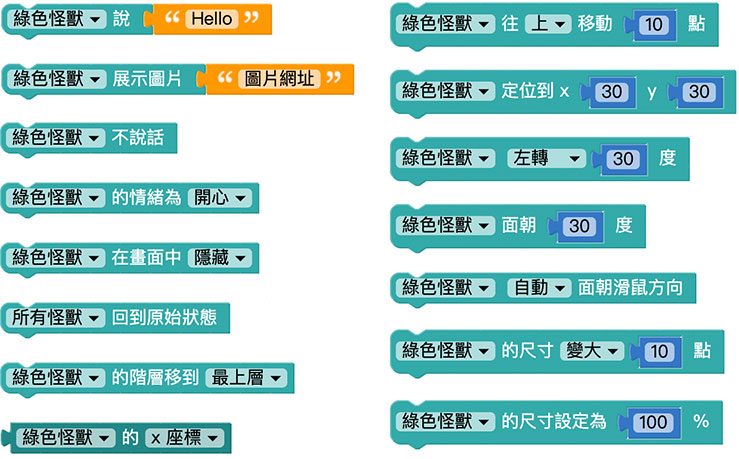 綠色怪獸 說 “ Hello ”
綠色怪獸 展示圖片 “ 圖片網址 ”
綠色怪獸 不說話
綠色怪獸 的情緒為 開心
綠色怪獸 在畫面中 隱藏
所有怪獸 回到原始狀態
綠色怪獸 的階層移到 最上層
綠色怪獸 的 x 座標
綠色怪獸 往 上 移動 10 點
綠色怪獸 定位到 x 30 y 30
綠色怪獸 左轉 30 度
綠色怪獸 面朝 30 度
綠色怪獸 自動 面朝滑鼠方向
綠色怪獸 的尺寸 變大 10 點
綠色怪獸 的尺寸設定為 100 %